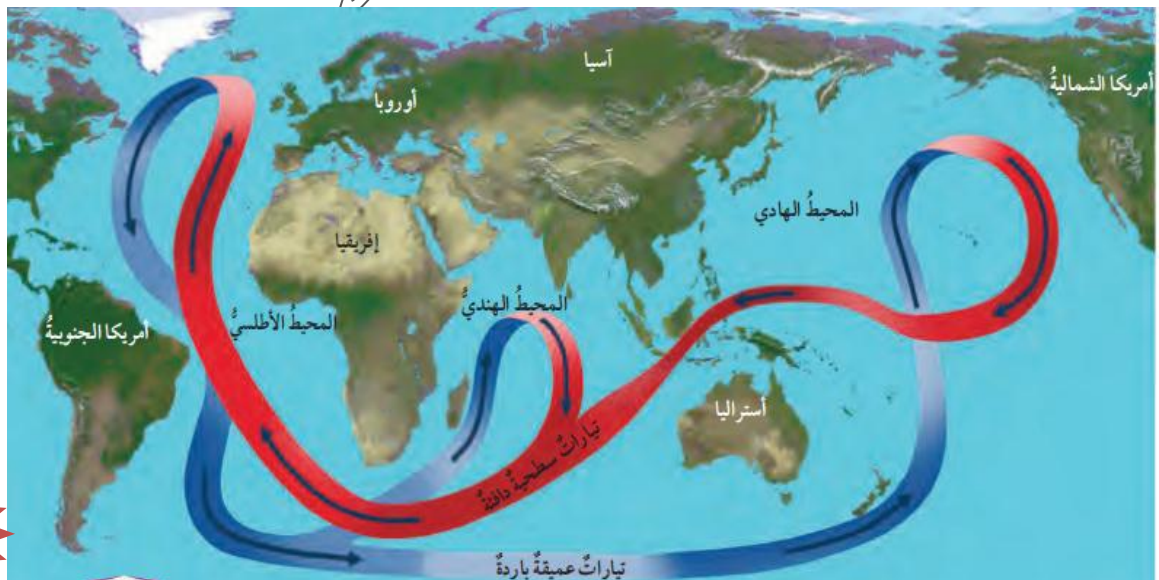 آسيا
أمريكا الشماليةُ
أوروبا
المحيطُ الهادي
إفريقيا
المحيطُ الهنديُّ
المحيطُ الأطلسيُّ
أمريكا الجنوبيةُ
أستراليا
تياراتٌ سطحيةٌ دافئةٌ
تياراتٌ عميقةٌ باردةٌ